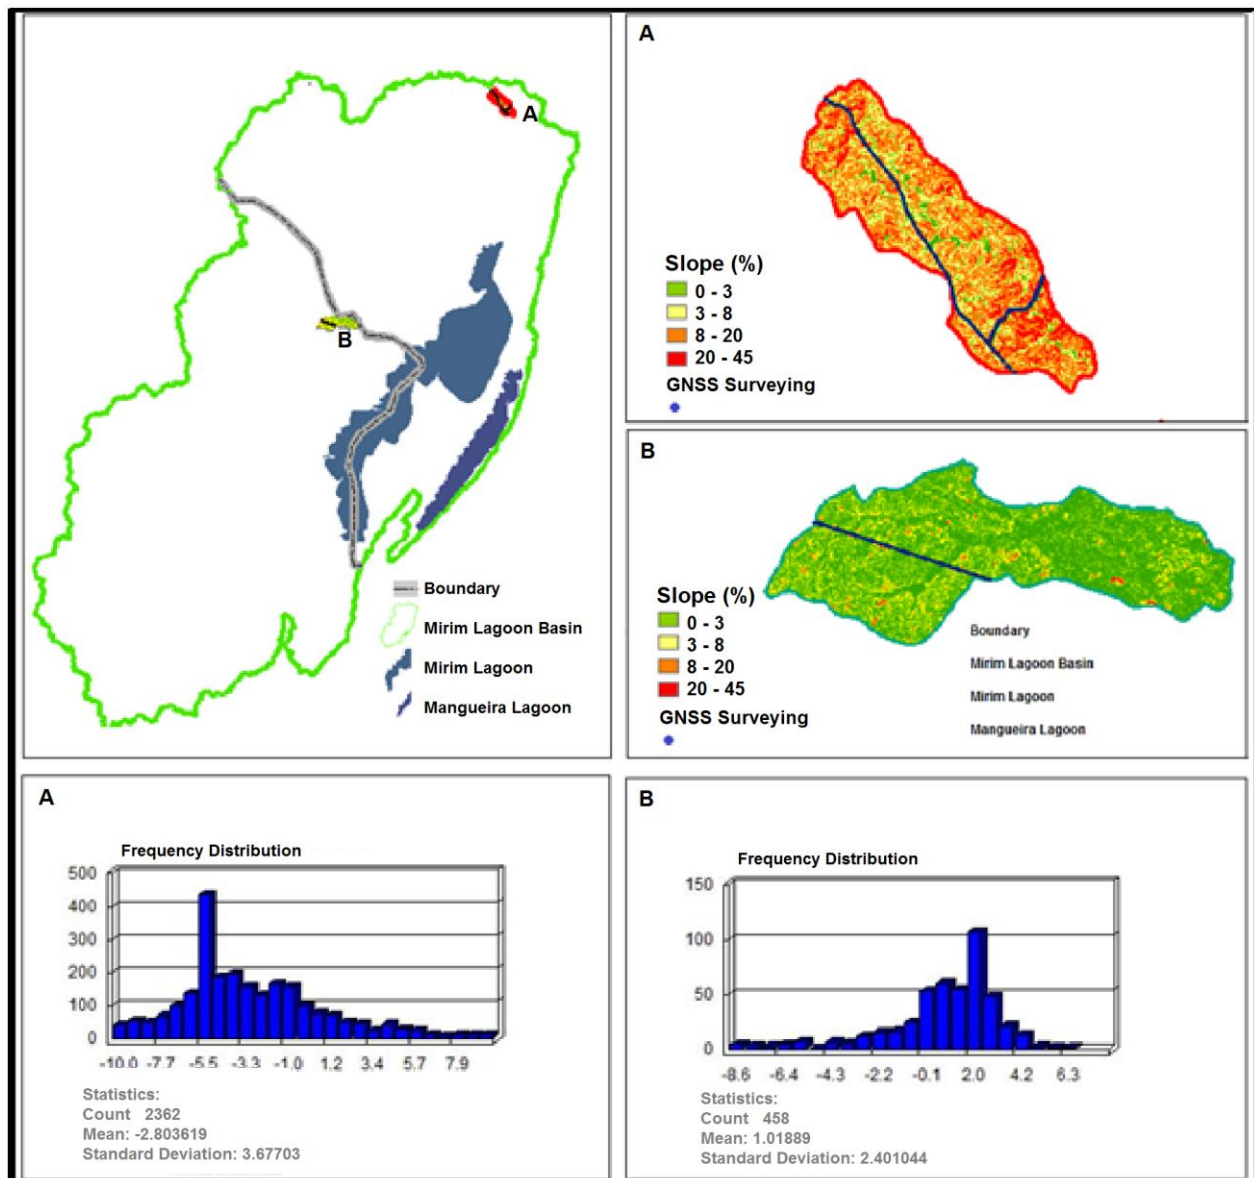 A
B
Boundary
Mirim Lagoon Basin
Mirim Lagoon
Mangueira Lagoon
A
Slope (%)
0 - 3
3 - 8
8 - 20
20 - 45
GNSS Surveying
B
Slope (%)
0 - 3
3 - 8
8 - 20
20 - 45
GNSS Surveying
Boundary
Mirim Lagoon Basin
Mirim Lagoon
Mangueira Lagoon
A
Frequency Distribution
500
400
300
200
100
0
-10.0 -7.7 -5.5 -3.3 -1.0 1.2 3.4 5.7 7.9
Statistics:
Count 2362
Mean: -2.803619
Standard Deviation: 3.67703
B
Frequency Distribution
150
100
50
0
-8.6 -6.4 -4.3 -2.2 -0.1 2.0 4.2 6.3
Statistics:
Count 458
Mean: 1.01889
Standard Deviation: 2.401044